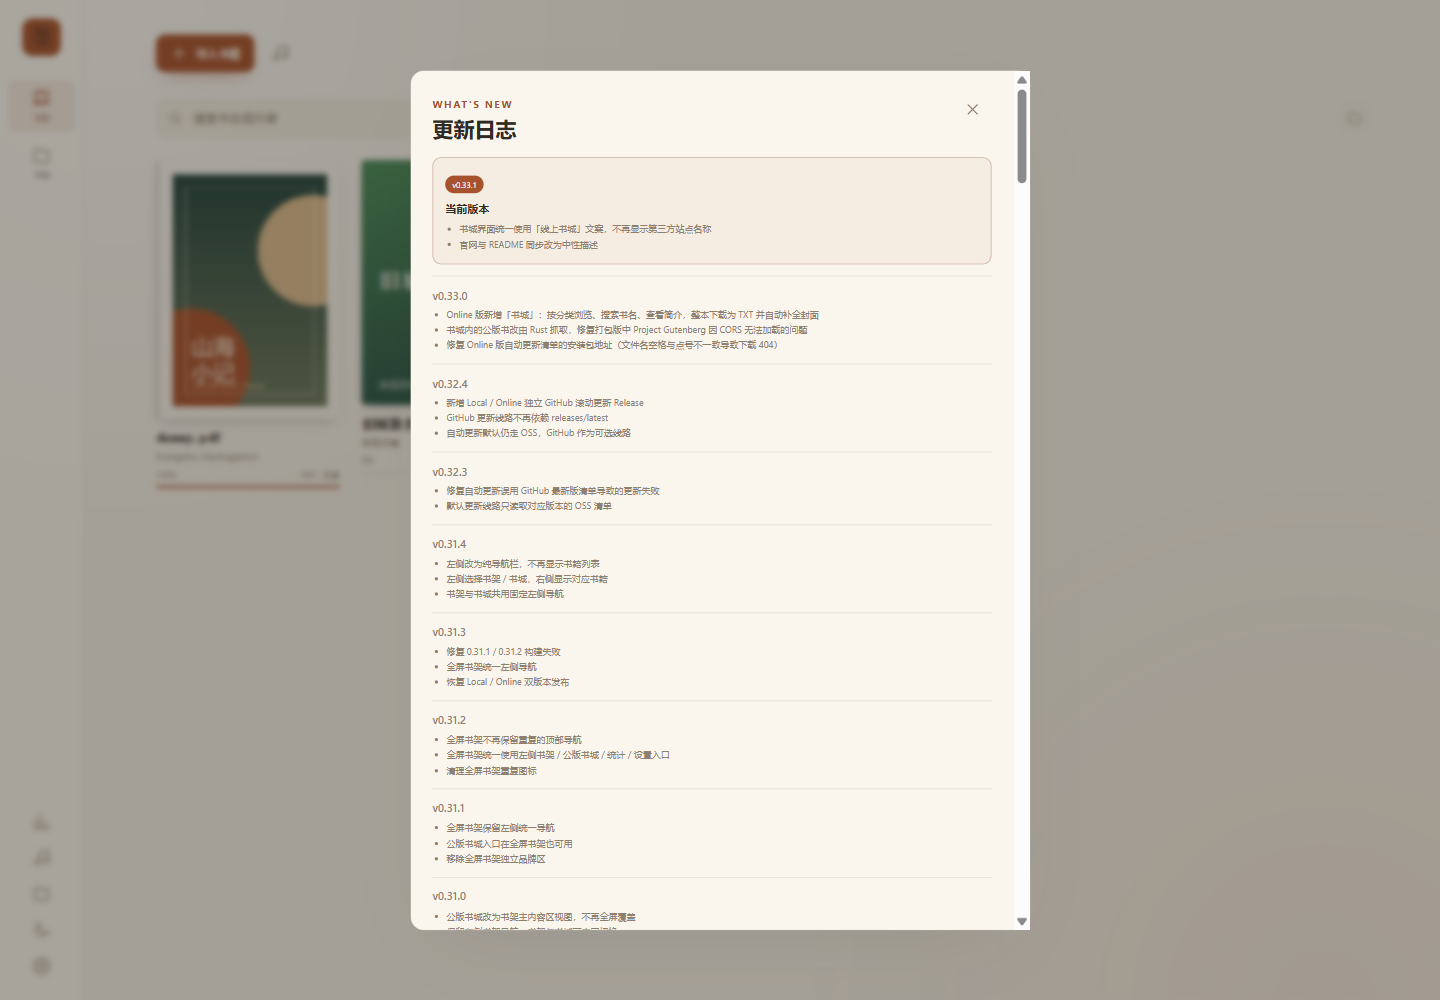 WHAT'S NEW
更新日志
v0.33.1
当前版本
书城界面统一使用「线上书城」文案，不再显示第三方站点名称
官网与 README 同步改为中性描述
v0.33.0
Online 版新增「书城」：按分类浏览、搜索书名、查看简介，整本下载为 TXT 并自动补全封面
书城内的公版书改由 Rust 抓取，修复打包版中 Project Gutenberg 因 CORS 无法加载的问题
修复 Online 版自动更新清单的安装包地址（文件名空格与点号不一致导致下载 404）
v0.32.4
新增 Local / Online 独立 GitHub 滚动更新 Release
GitHub 更新线路不再依赖 releases/latest
自动更新默认仍走 OSS，GitHub 作为可选线路
v0.32.3
修复自动更新误用 GitHub 最新版清单导致的更新失败
默认更新线路只读取对应版本的 OSS 清单
v0.31.4
左侧改为纯导航栏，不再显示书籍列表
左侧选择书架 / 书城，右侧显示对应书籍
书架与书城共用固定左侧导航
v0.31.3
修复 0.31.1 / 0.31.2 构建失败
全屏书架统一左侧导航
恢复 Local / Online 双版本发布
v0.31.2
全屏书架不再保留重复的顶部导航
全屏书架统一使用左侧书架 / 公版书城 / 统计 / 设置入口
清理全屏书架重复图标
v0.31.1
全屏书架保留左侧统一导航
公版书城入口在全屏书架也可用
移除全屏书架独立品牌区
v0.31.0
公版书城改为书架主内容区视图，不再全屏覆盖
山海
小记